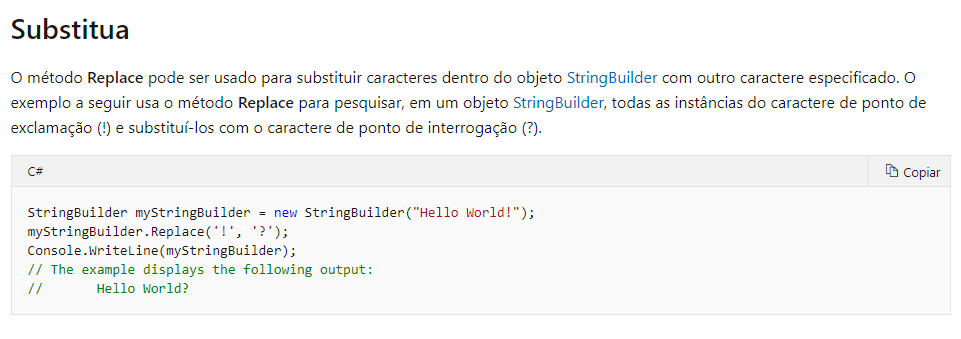 Substitua
O método Replace pode ser usado para substituir caracteres dentro do objeto StringBuilder com outro caractere especificado. O
exemplo a seguir usa o método Replace para pesquisar, em um objeto StringBuilder, todas as instâncias do caractere de ponto de
exclamação (!) e substituí-los com o caractere de ponto de interrogação (?).
C# Copiar
StringBuilder myStringBuilder = new StringBuilder("Hello World!");
myStringBuilder.Replace('!', '?');
Console.WriteLine(myStringBuilder);
// The example displays the following output:
//       Hello World?